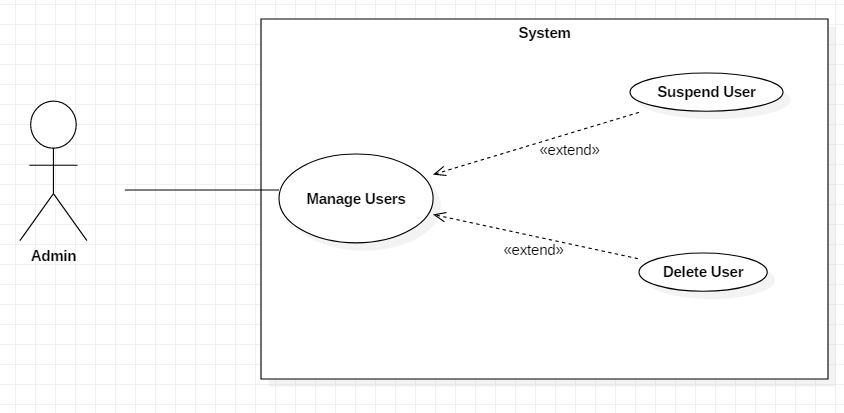 System
Suspend User
«extend»
Manage Users
«extend»
Admin
Delete User